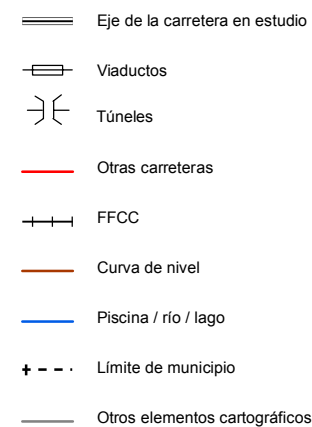 Eje de la carretera en estudio
Viaductos
Túneles
Otras carreteras
FFCC
Curva de nivel
Piscina / río / lago
Límite de municipio
Otros elementos cartográficos